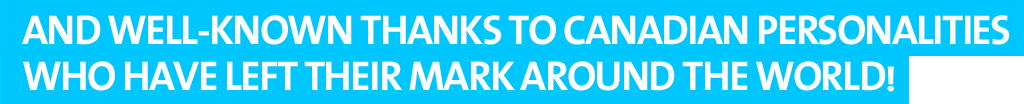 AND WELL-KNOWN THANKS TO CANADIAN PERSONALITIES
WHO HAVE LEFT THEIR MARK AROUND THE WORLD!